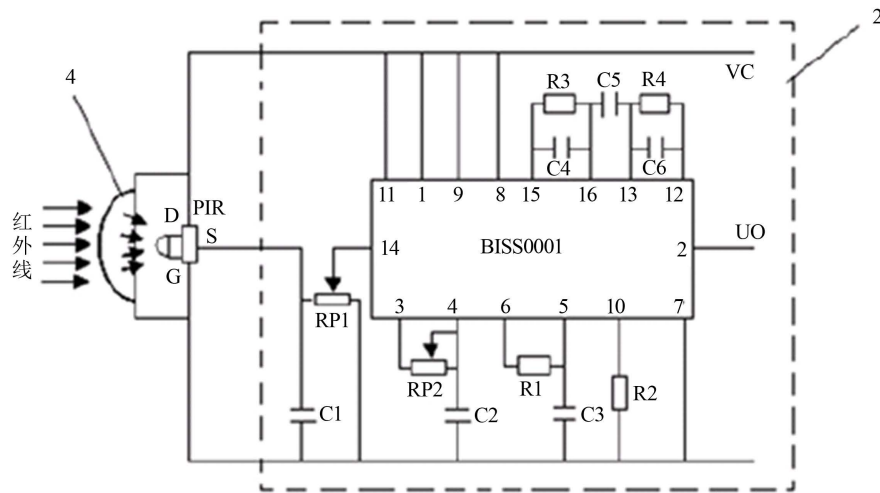 2
VC
4
R3
C5
R4
C4
C6
11
1
9
8
15
16
13
12
红外线
D
PIR
S
G
14
BISS0001
2
UO
RP1
3
4
6
5
10
7
RP2
R1
R2
C1
C2
C3